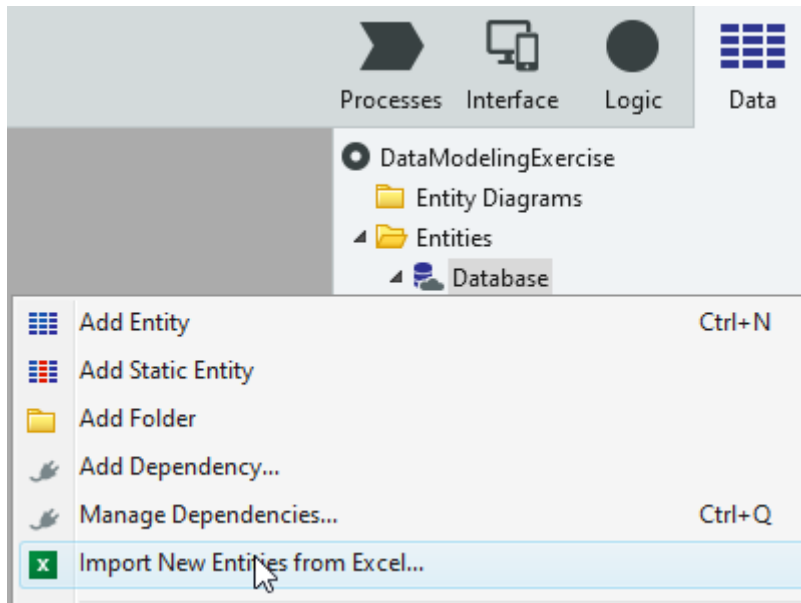 Processes Interface Logic Data
DataModelingExercise
Entity Diagrams
Entities
Database
Add Entity Ctrl+N
Add Static Entity
Add Folder
Add Dependency...
Manage Dependencies... Ctrl+Q
Import New Entities from Excel...